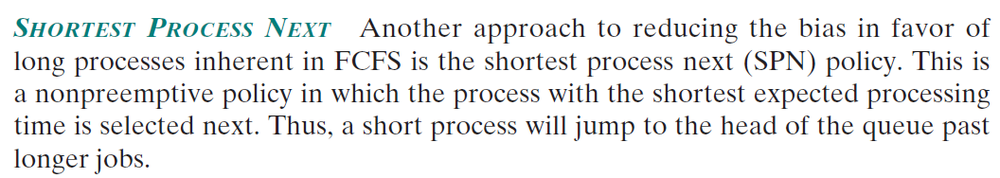 SHORTEST PROCESS NEXT Another approach to reducing the bias in favor of
long processes inherent in FCFS is the shortest process next (SPN) policy. This is
a nonpreemptive policy in which the process with the shortest expected processing
time is selected next. Thus, a short process will jump to the head of the queue past
longer jobs.